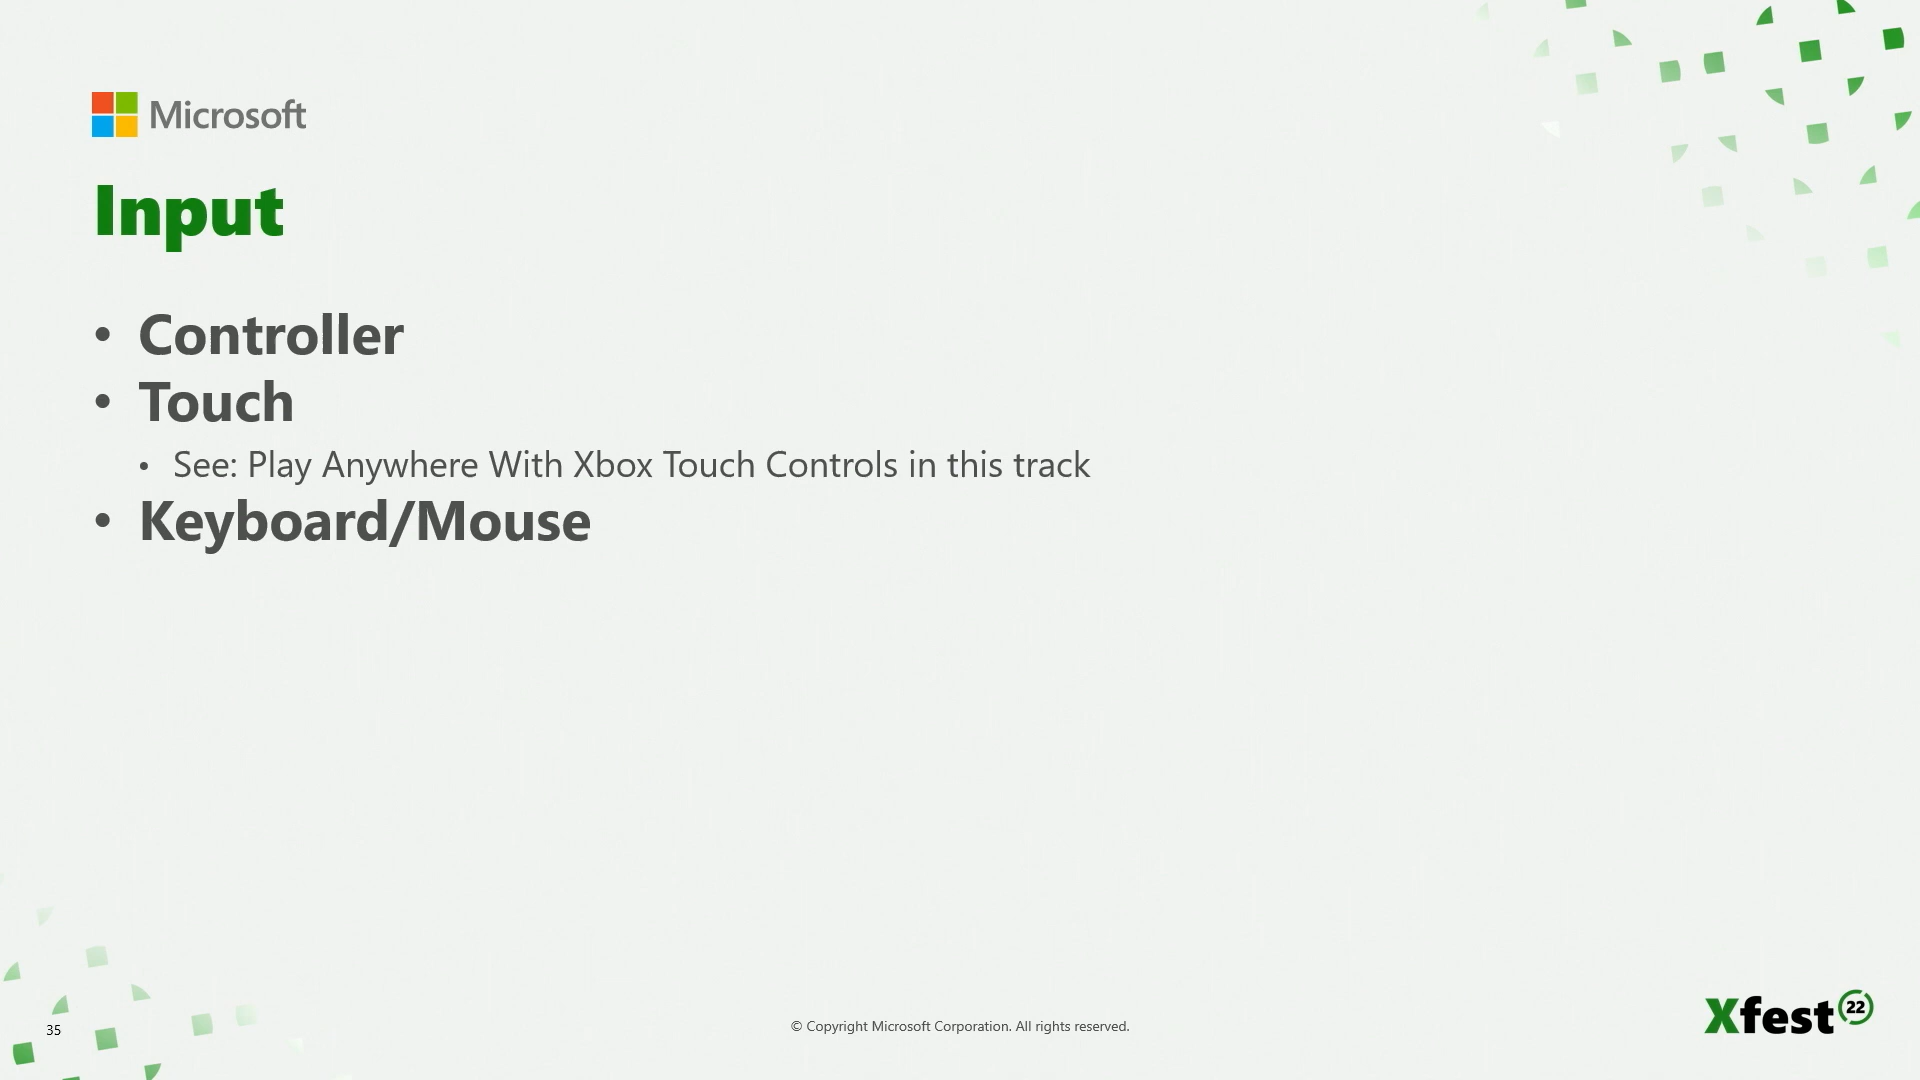 Microsoft
Input
• Controller
• Touch
• See: Play Anywhere With Xbox Touch Controls in this track
• Keyboard/Mouse
35
© Copyright Microsoft Corporation. All rights reserved.
Xfest 22